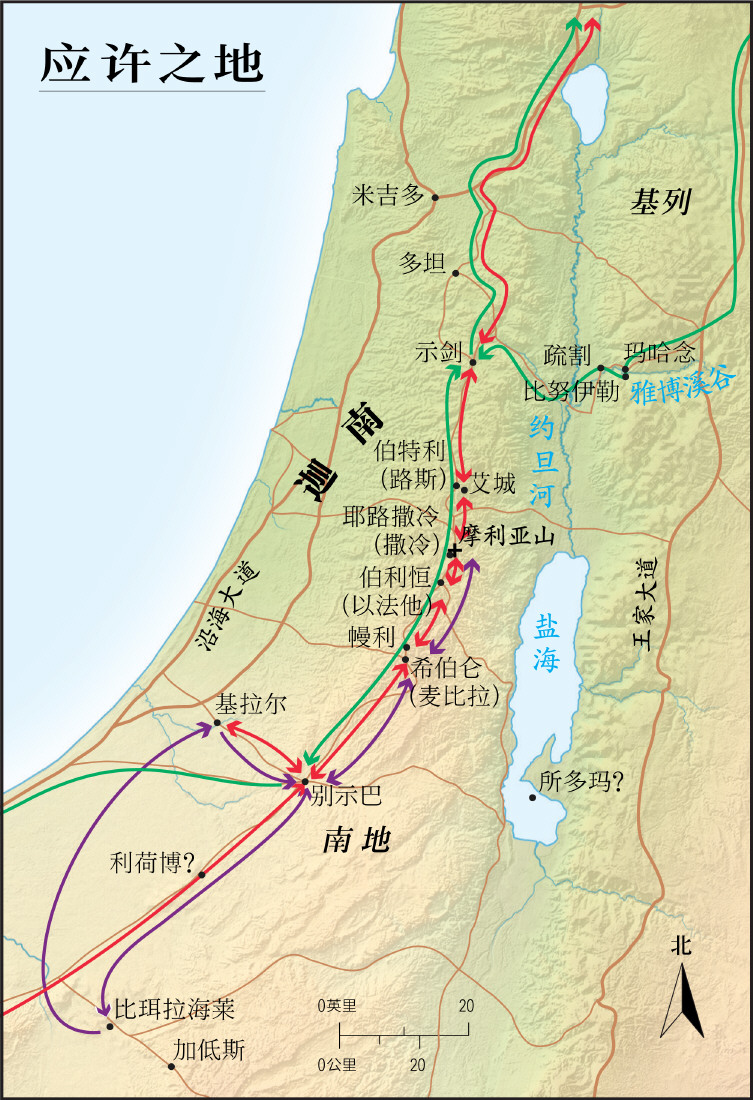 应许之地
米吉多
基列
多坦
示剑
疏割
玛哈念
比努伊勒
雅博溪谷
迦南
约旦河
伯特利
(路斯)
艾城
耶路撒冷
(撒冷)
摩利亚山
伯利恒
(以法他)
沿海大道
王家大道
盐海
幔利
希伯仑
(麦比拉)
基拉尔
所多玛?
别示巴
南地
利荷博?
北
比珥拉海莱
0英里
20
加低斯
0公里
20